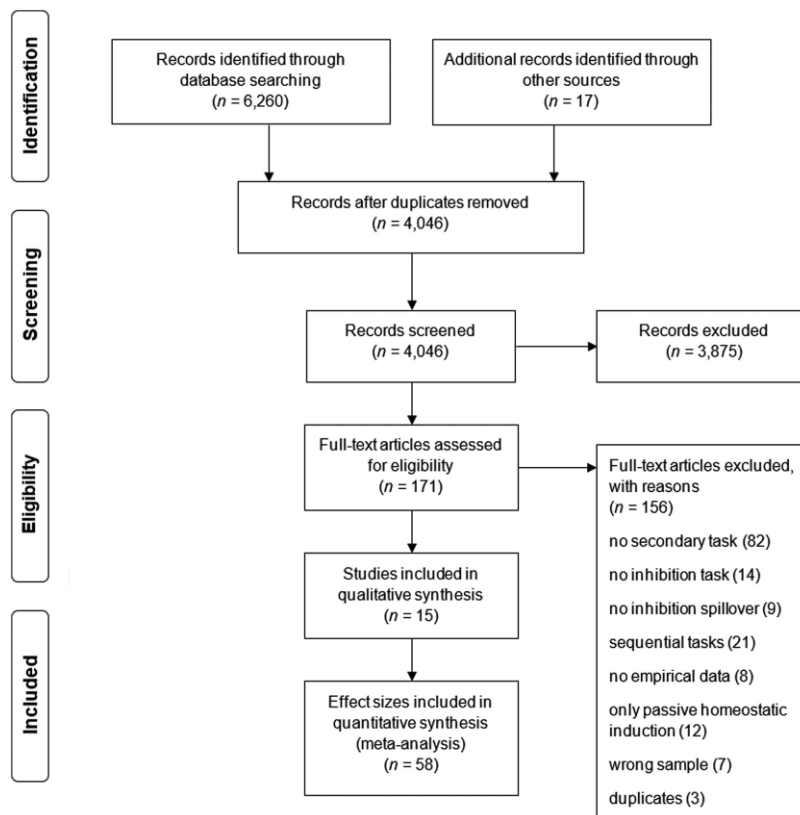 Identification
Records identified through
database searching
(n = 6,260)
Additional records identified through
other sources
(n = 17)
Records after duplicates removed
(n = 4,046)
Screening
Records screened
(n = 4,046)
Records excluded
(n = 3,875)
Eligibility
Full-text articles assessed
for eligibility
(n = 171)
Full-text articles excluded,
with reasons
(n = 156)
no secondary task (82)
no inhibition task (14)
no inhibition spillover (9)
sequential tasks (21)
no empirical data (8)
only passive homeostatic
induction (12)
wrong sample (7)
duplicates (3)
Studies included in
qualitative synthesis
(n = 15)
Included
Effect sizes included in
quantitative synthesis
(meta-analysis)
n = 58)